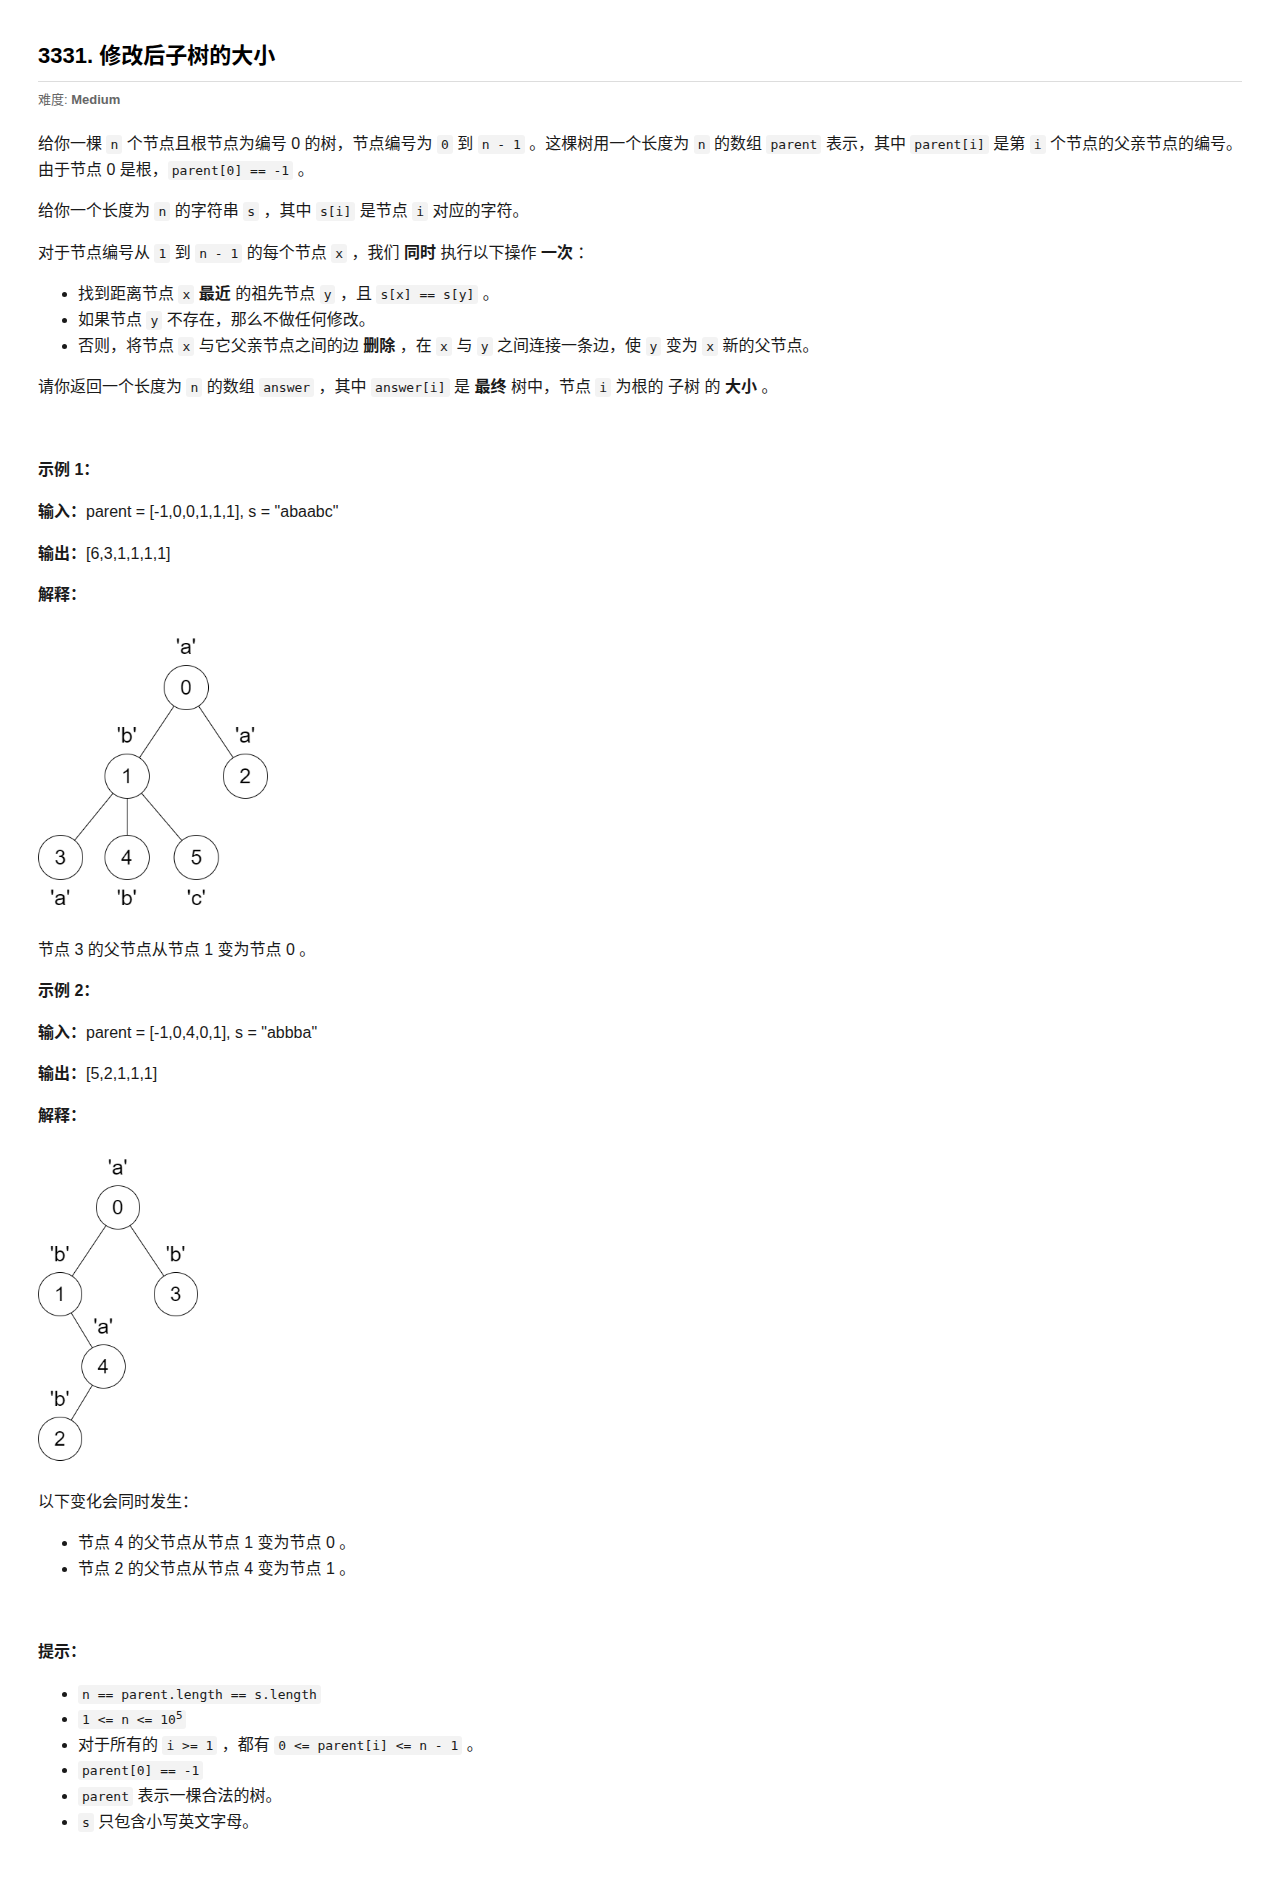 3331. 修改后子树的大小
难度: Medium
给你一棵 n 个节点且根节点为编号 0 的树，节点编号为 0 到 n - 1 。这棵树用一个长度为 n 的数组 parent 表示，其中 parent[i] 是第 i 个节点的父亲节点的编号。
由于节点 0 是根，parent[0] == -1 。
给你一个长度为 n 的字符串 s ，其中 s[i] 是节点 i 对应的字符。
对于节点编号从 1 到 n - 1 的每个节点 x ，我们 同时 执行以下操作 一次 ：
找到距离节点 x 最近 的祖先节点 y ，且 s[x] == s[y] 。
如果节点 y 不存在，那么不做任何修改。
否则，将节点 x 与它父亲节点之间的边 删除 ，在 x 与 y 之间连接一条边，使 y 变为 x 新的父节点。
请你返回一个长度为 n 的数组 answer ，其中 answer[i] 是 最终 树中，节点 i 为根的 子树 的 大小 。
示例 1：
输入：parent = [-1,0,0,1,1,1], s = "abaabc"
输出：[6,3,1,1,1,1]
解释：
'a'
0
'b' 'a'
1 2
3 4 5
'a' 'b' 'c'
节点 3 的父节点从节点 1 变为节点 0 。
示例 2：
输入：parent = [-1,0,4,0,1], s = "abbba"
输出：[5,2,1,1,1]
解释：
'a'
0
'b' 'b'
1 3
'a'
4
'b'
2
以下变化会同时发生：
节点 4 的父节点从节点 1 变为节点 0 。
节点 2 的父节点从节点 4 变为节点 1 。
提示：
n == parent.length == s.length
1 <= n <= 10⁵
对于所有的 i >= 1 ，都有 0 <= parent[i] <= n - 1 。
parent[0] == -1
parent 表示一棵合法的树。
s 只包含小写英文字母。